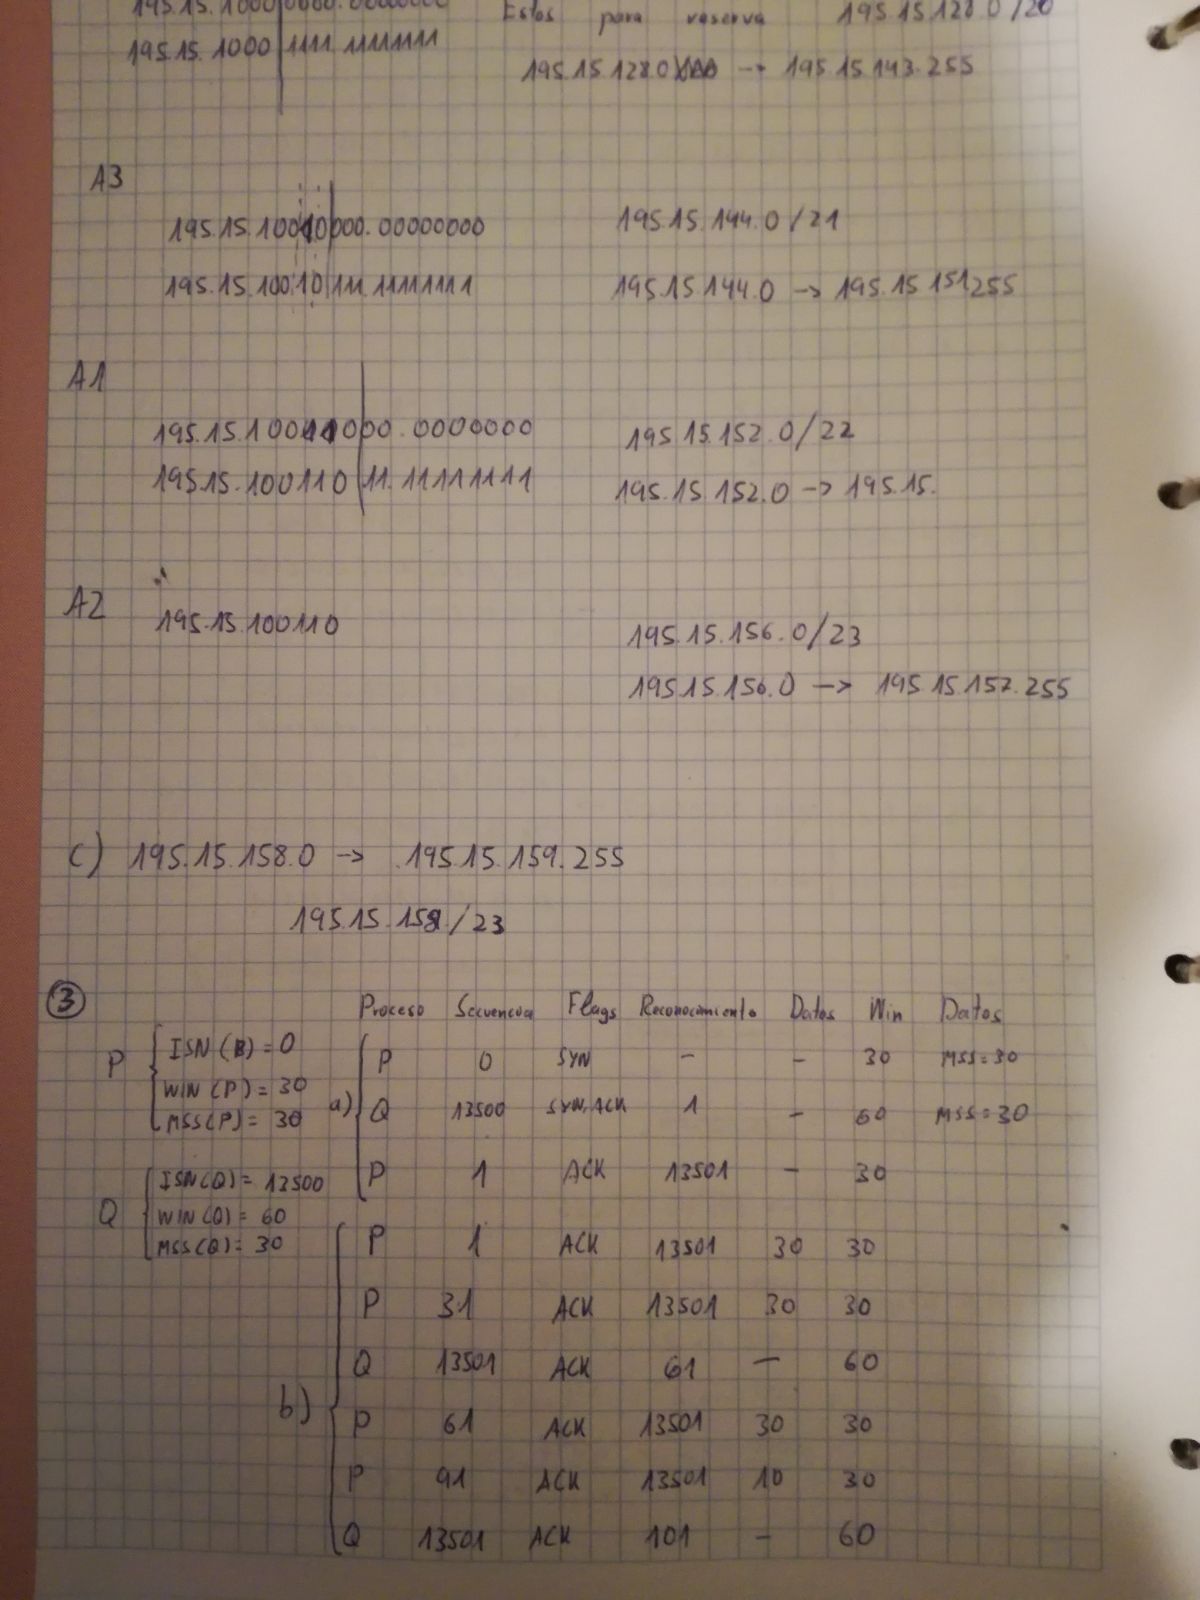 195.15.1000|0000.00000000 Estos para reserva 195.15.128.0/20
195.15.1000|1111.11111111
195.15.128.0 -> 195.15.143.255
A3
195.15.10010|000.00000000 195.15.144.0/21
195.15.10010|111.11111111 195.15.144.0 -> 195.15.151.255
A1
195.15.100110|00.0000000 195.15.152.0/22
195.15.100110|11.11111111 195.15.152.0 -> 195.15.
A2
195.15.100110 195.15.156.0/23
195.15.156.0 -> 195.15.157.255
c) 195.15.158.0 -> 195.15.159.255
195.15.158/23
③ Proceso Secuencia Flags Reconocimiento Datos Win Datos
P { ISN(B)=0
WIN(P)=30
MSS(P)=30
Q { ISN(Q)=13500
WIN(Q)=60
MSS(Q)=30
a) { P 0 SYN - - 30 MSS=30
Q 13500 SYN,ACK 1 - 60 MSS=30
P 1 ACK 13501 - 30
b) { P 1 ACK 13501 30 30
P 31 ACK 13501 30 30
Q 13501 ACK 61 - 60
P 61 ACK 13501 30 30
P 91 ACK 13501 10 30
Q 13501 ACK 101 - 60